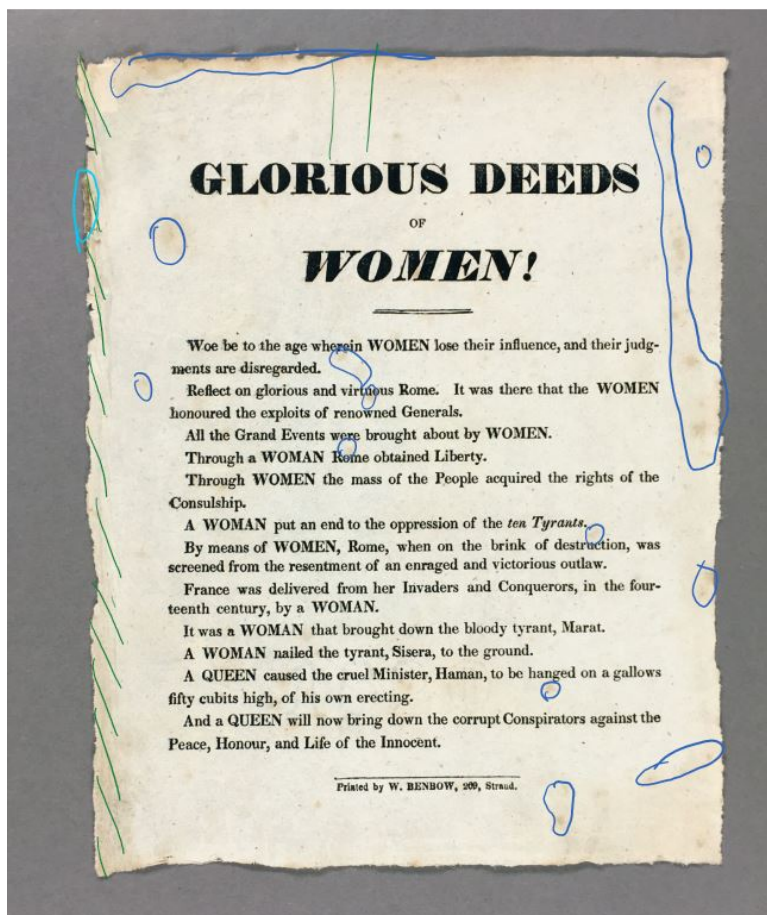 GLORIOUS DEEDS
OF
WOMEN!
Woe be to the age wherein WOMEN lose their influence, and their judg-
ments are disregarded.
Reflect on glorious and virtuous Rome. It was there that the WOMEN
honoured the exploits of renowned Generals.
All the Grand Events were brought about by WOMEN.
Through a WOMAN Rome obtained Liberty.
Through WOMEN the mass of the People acquired the rights of the
Consulship.
A WOMAN put an end to the oppression of the ten Tyrants.
By means of WOMEN, Rome, when on the brink of destruction, was
screened from the resentment of an enraged and victorious outlaw.
France was delivered from her Invaders and Conquerors, in the four-
teenth century, by a WOMAN.
It was a WOMAN that brought down the bloody tyrant, Marat.
A WOMAN nailed the tyrant, Sisera, to the ground.
A QUEEN caused the cruel Minister, Haman, to be hanged on a gallows
fifty cubits high, of his own erecting.
And a QUEEN will now bring down the corrupt Conspirators against the
Peace, Honour, and Life of the Innocent.
Printed by W. BENBOW, 269, Strand.